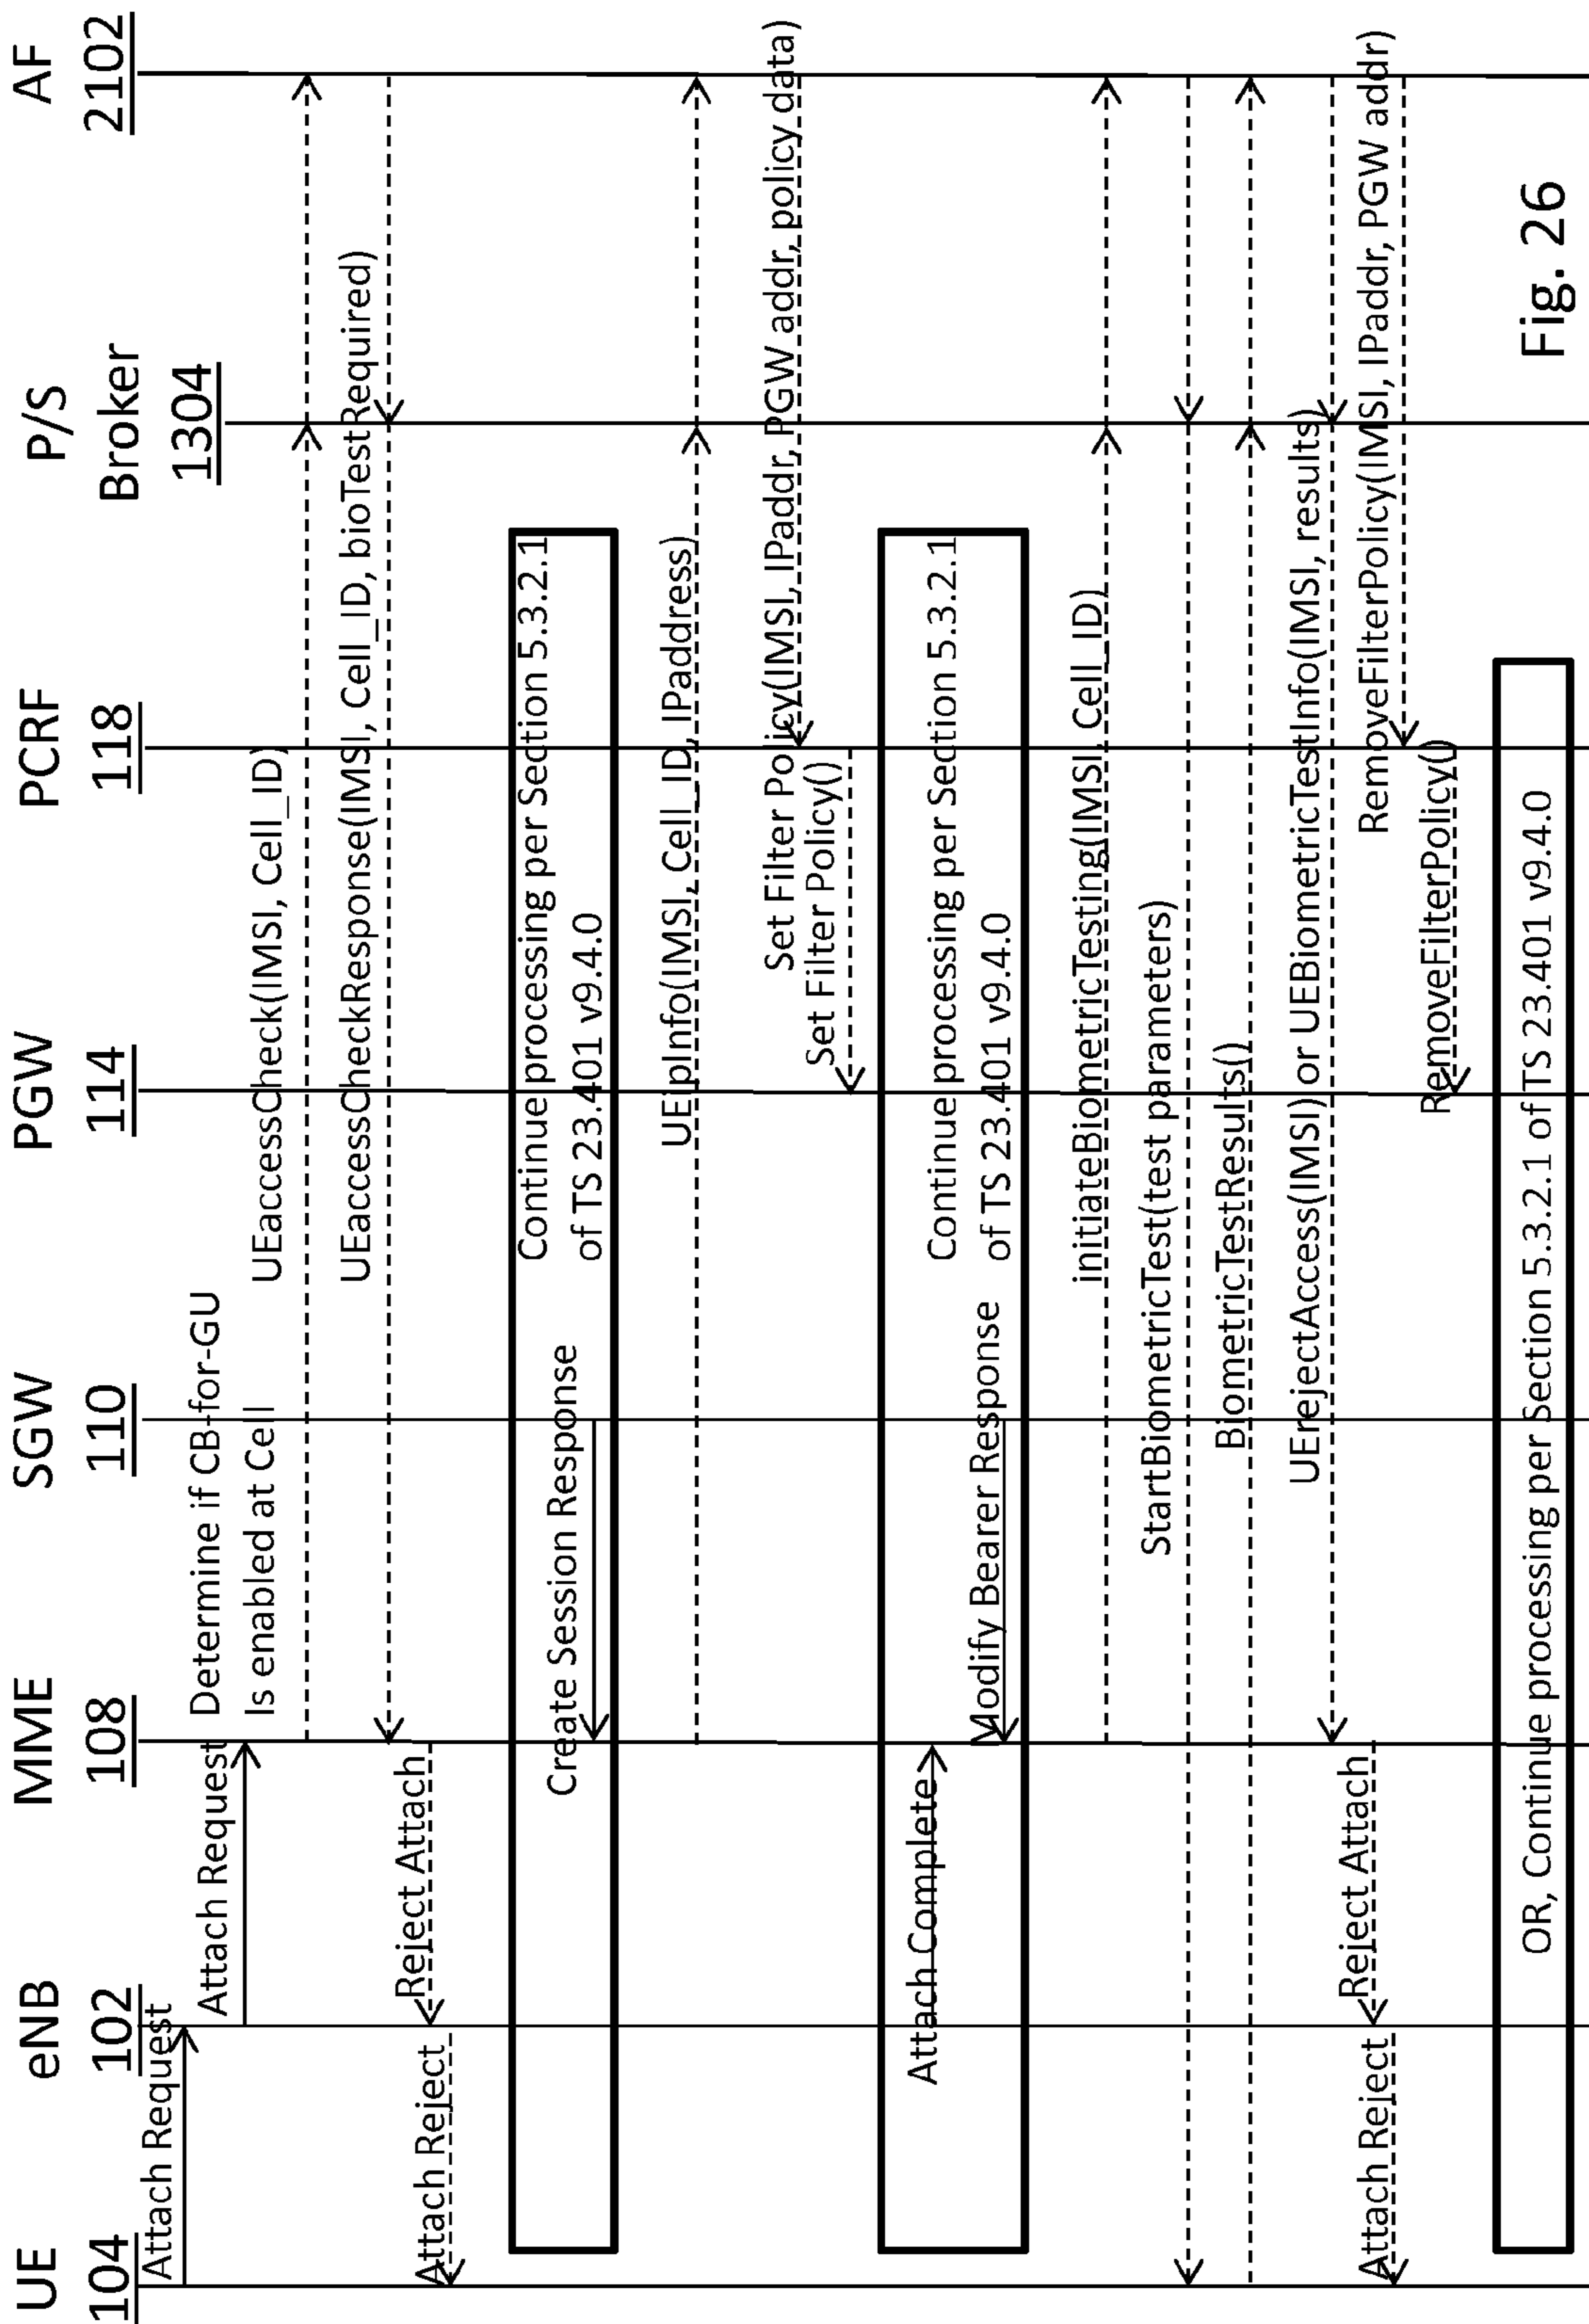 UE
104
eNB
102
MME
108
SGW
110
PGW
114
PCRF
118
P/S
Broker
1304
AF
2102
Attach Request
Attach Request
Determine if CB-for-GU
Is enabled at Cell
UEaccessCheck(IMSI, Cell_ID)
UEaccessCheckResponse(IMSI, Cell_ID, bioTestRequired)
Reject Attach
Attach Reject
Continue processing per Section 5.3.2.1
of TS 23.401 v9.4.0
Create Session Response
UEipInfo(IMSI, Cell_ID, IPaddress)
Set Filter Policy(IMSI, IPaddr, PGW addr, policy data)
Set Filter Policy()
Attach Complete
Continue processing per Section 5.3.2.1
of TS 23.401 v9.4.0
Modify Bearer Response
initiateBiometricTesting(IMSI, Cell_ID)
StartBiometricTest(test parameters)
BiometricTestResults()
UErejectAccess(IMSI) or UEBiometricTestInfo(IMSI, results)
Reject Attach
Attach Reject
RemoveFilterPolicy(IMSI, IPaddr, PGW addr)
RemoveFilterPolicy()
OR, Continue processing per Section 5.3.2.1 of TS 23.401 v9.4.0
Fig. 26